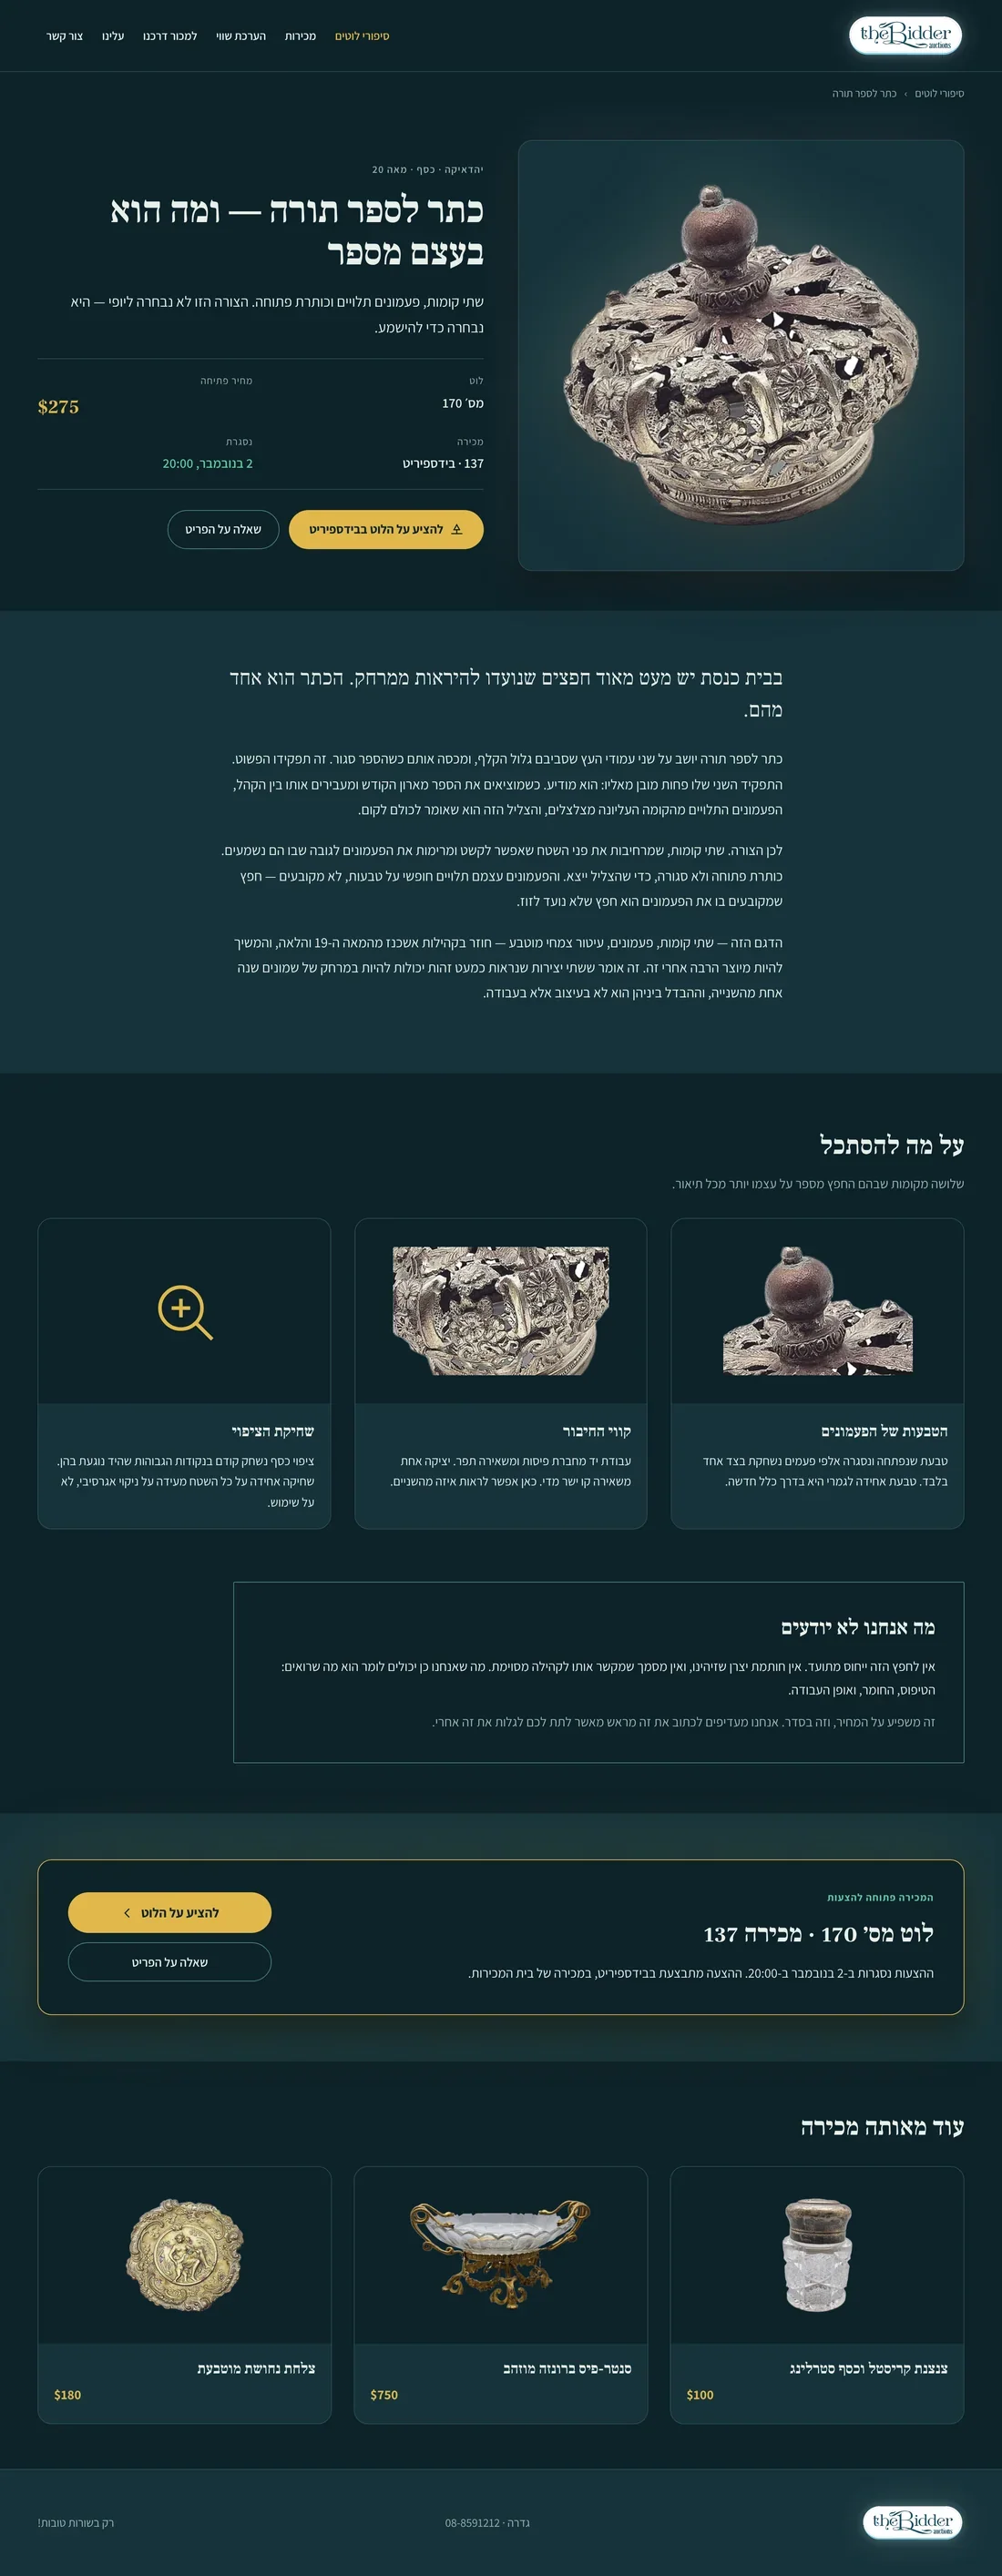 theBidder
auctions
סיפורי לוטים
מכירות
הערכת שווי
למכור דרכנו
עלינו
צור קשר
סיפורי לוטים › כתר לספר תורה
יהדאיקה · כסף · מאה 20
כתר לספר תורה — ומה הוא
בעצם מספר
שתי קומות, פעמונים תלויים וכותרת פתוחה. הצורה הזו לא נבחרה ליופי — היא
נבחרה כדי להישמע.
לוט
מס׳ 170
מחיר פתיחה
$275
מכירה
137 · בידספיריט
נסגרת
2 בנובמבר, 20:00
להציע על הלוט בבידספיריט
שאלה על הפריט
בבית כנסת יש מעט מאוד חפצים שנועדו להיראות ממרחק. הכתר הוא אחד
מהם.
כתר לספר תורה יושב על שני עמודי העץ שסביבם גלול הקלף, ומכסה אותם כשהספר סגור. זה תפקידו הפשוט.
התפקיד השני שלו פחות מובן מאליו: הוא מודיע. כשמוציאים את הספר מארון הקודש ומעבירים אותו בין הקהל,
הפעמונים התלויים מהקומה העליונה מצלצלים, והצליל הזה הוא שאומר לכולם לקום.
לכן הצורה. שתי קומות, שמרחיבות את פני השטח שאפשר לקשט ומרימות את הפעמונים לגובה שבו הם נשמעים.
כותרת פתוחה ולא סגורה, כדי שהצליל ייצא. והפעמונים עצמם תלויים חופשי על טבעות, לא מקובעים — חפץ
שמקובעים בו את הפעמונים הוא חפץ שלא נועד לזוז.
הדגם הזה — שתי קומות, פעמונים, עיטור צמחי מוטבע — חוזר בקהילות אשכנז מהמאה ה-19 והלאה, והמשיך
להיות מיוצר הרבה אחרי זה. זה אומר ששתי יצירות שנראות כמעט זהות יכולות להיות במרחק של שמונים שנה
אחת מהשנייה, וההבדל ביניהן הוא לא בעיצוב אלא בעבודה.
על מה להסתכל
שלושה מקומות שבהם החפץ מספר על עצמו יותר מכל תיאור.
הטבעות של הפעמונים
טבעת שנפתחה ונסגרה אלפי פעמים נשחקת בצד אחד
בלבד. טבעת אחידה לגמרי היא בדרך כלל חדשה.
קווי החיבור
עבודת יד מחברת פיסות ומשאירה תפר. יציקה אחת
משאירה קו ישר מדי. כאן אפשר לראות איזה מהשניים.
שחיקת הציפוי
ציפוי כסף נשחק קודם בנקודות הגבוהות שהיד נוגעת בהן.
שחיקה אחידה על כל השטח מעידה על ניקוי אגרסיבי, לא
על שימוש.
מה אנחנו לא יודעים
אין לחפץ הזה ייחוס מתועד. אין חותמת יצרן שזיהינו, ואין מסמך שמקשר אותו לקהילה מסוימת. מה שאנחנו כן יכולים לומר הוא מה שרואים:
הטיפוס, החומר, ואופן העבודה.
זה משפיע על המחיר, וזה בסדר. אנחנו מעדיפים לכתוב את זה מראש מאשר לתת לכם לגלות את זה אחרי.
המכירה פתוחה להצעות
לוט מס׳ 170 · מכירה 137
ההצעות נסגרות ב-2 בנובמבר ב-20:00. ההצעה מתבצעת בבידספיריט, במכירה של בית המכירות.
להציע על הלוט
שאלה על הפריט
עוד מאותה מכירה
צנצנת קריסטל וכסף סטרלינג
$100
סנטר-פיס ברונזה מוזהב
$750
צלחת נחושת מוטבעת
$180
theBidder
auctions
גדרה · 08-8591212
רק בשורות טובות!